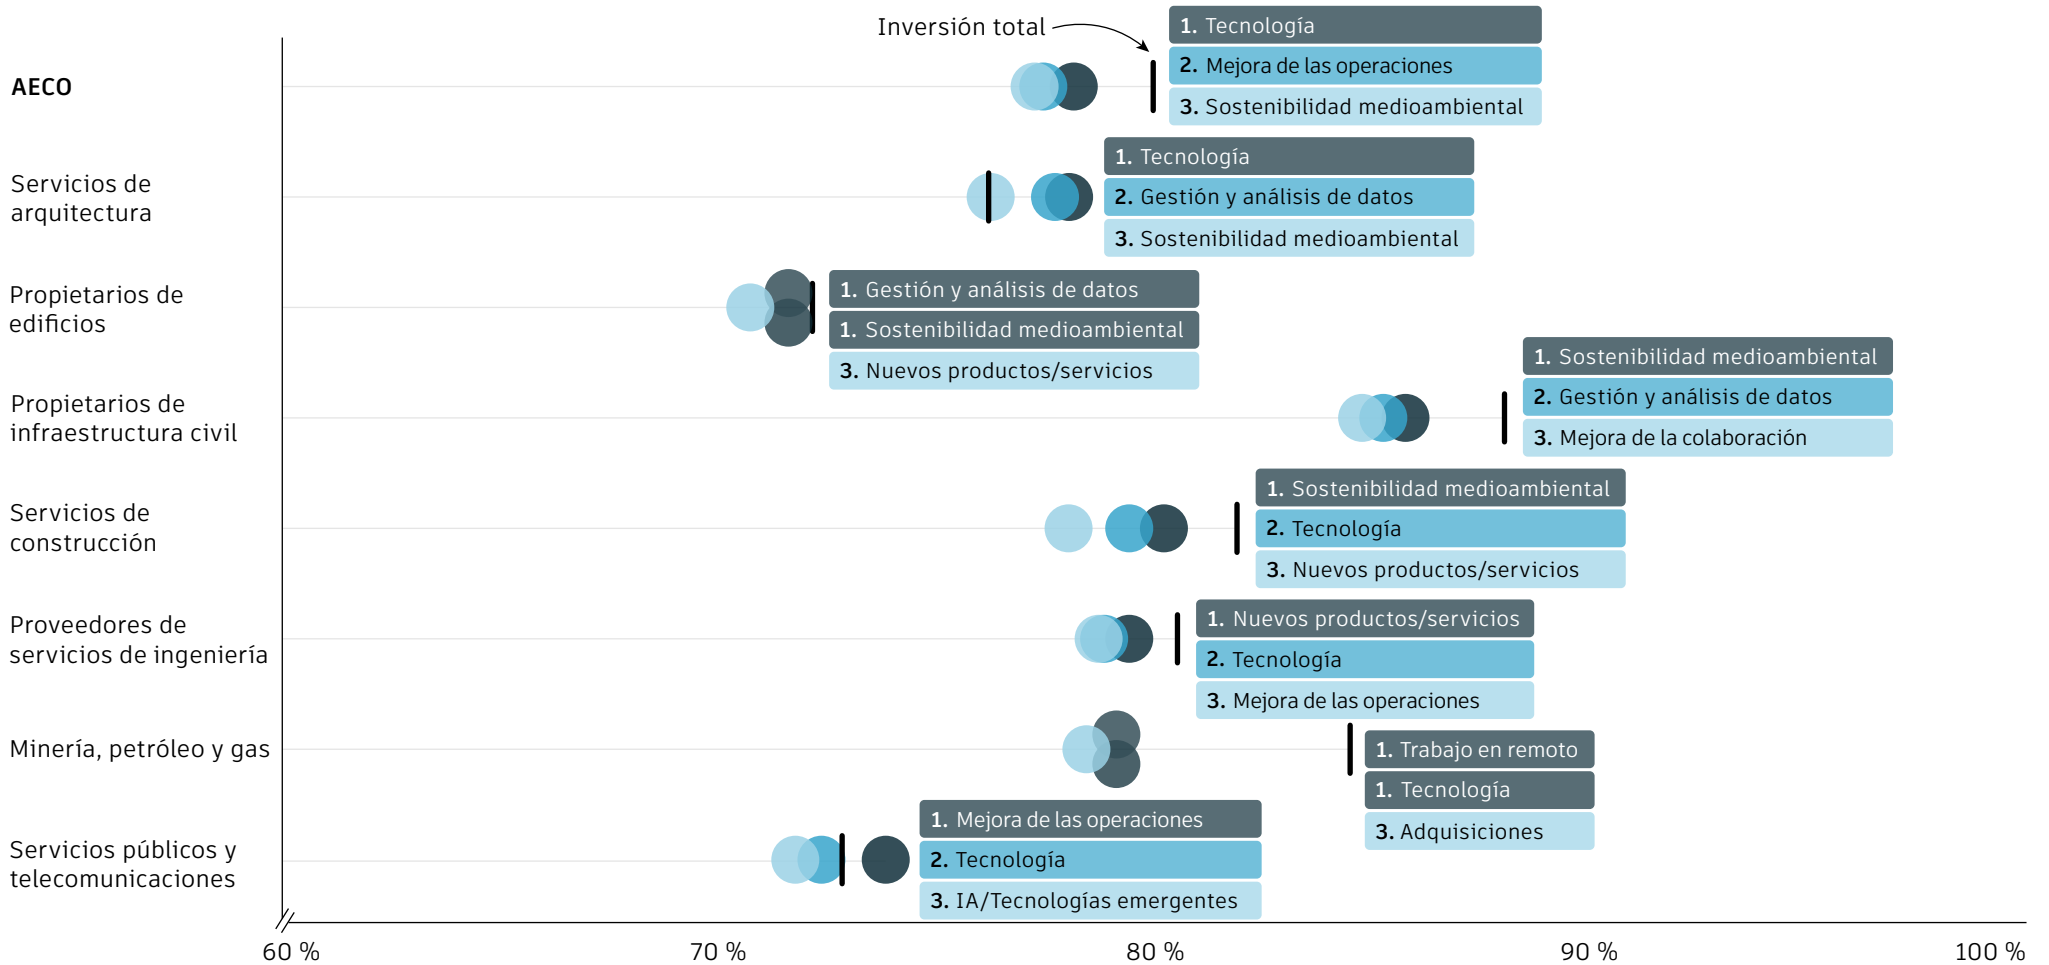 Inversión total
AECO
1. Tecnología
2. Mejora de las operaciones
3. Sostenibilidad medioambiental
Servicios de
arquitectura
1. Tecnología
2. Gestión y análisis de datos
3. Sostenibilidad medioambiental
Propietarios de
edificios
1. Gestión y análisis de datos
1. Sostenibilidad medioambiental
3. Nuevos productos/servicios
Propietarios de
infraestructura civil
1. Sostenibilidad medioambiental
2. Gestión y análisis de datos
3. Mejora de la colaboración
Servicios de
construcción
1. Sostenibilidad medioambiental
2. Tecnología
3. Nuevos productos/servicios
Proveedores de
servicios de ingeniería
1. Nuevos productos/servicios
2. Tecnología
3. Mejora de las operaciones
Minería, petróleo y gas
1. Trabajo en remoto
1. Tecnología
3. Adquisiciones
Servicios públicos y
telecomunicaciones
1. Mejora de las operaciones
2. Tecnología
3. IA/Tecnologías emergentes
60 % 70 % 80 % 90 % 100 %